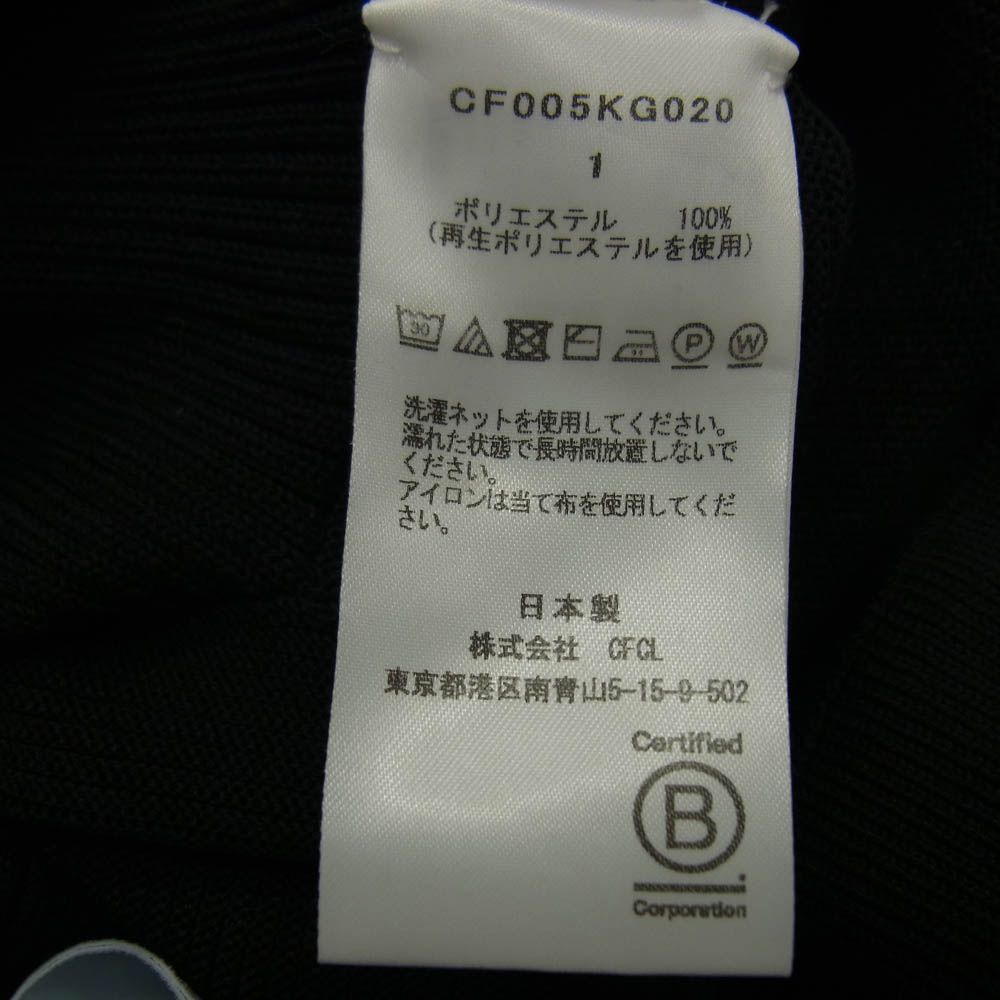 CF005KG020
1
ポリエステル 100%
(再生ポリエステルを使用)
30 P W
洗濯ネットを使用してください。
濡れた状態で長時間放置しないで
ください。
アイロンは当て布を使用してくだ
さい。
日本製
株式会社 CFCL
東京都港区南青山5-15-9-502
Certified
B
Corporation